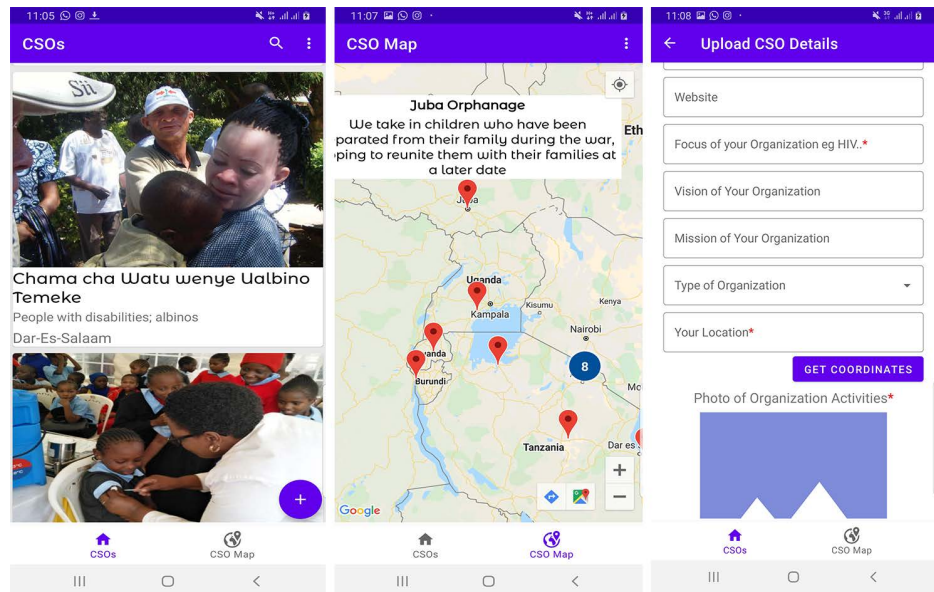 11:05
CSOs
Sii
Chama cha Watu wenye Ualbino
Temeke
People with disabilities; albinos
Dar-Es-Salaam
+
CSOs
CSO Map
11:07
CSO Map
Juba Orphanage
We take in children who have been
parated from their family during the war,
ping to reunite them with their families at
a later date
Eth
Juba
Uganda
Kampala
Kisumu
Kenya
Nairobi
anda
8
Burundi
Mo
Tanzania
Dar es
+
−
Google
CSOs
CSO Map
11:08
Upload CSO Details
Website
Focus of your Organization eg HIV..*
Vision of Your Organization
Mission of Your Organization
Type of Organization
Your Location*
GET COORDINATES
Photo of Organization Activities*
CSOs
CSO Map